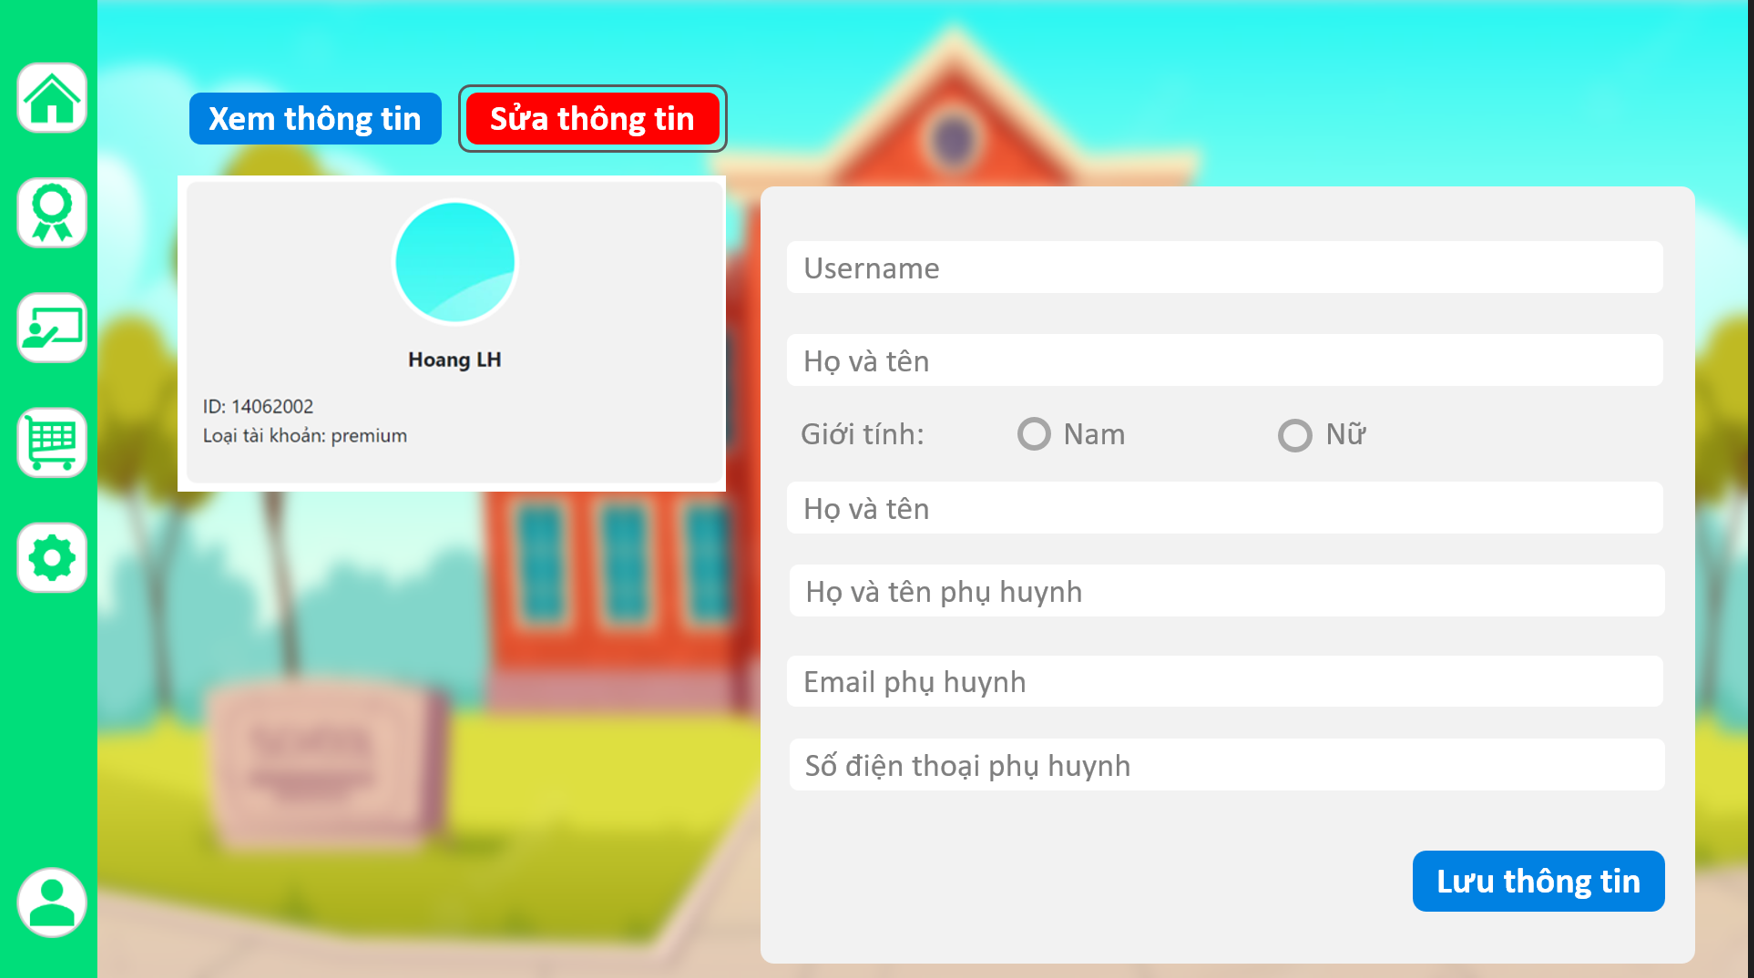 Xem thông tin
Sửa thông tin
Hoang LH
ID: 14062002
Loại tài khoản: premium
Username
Họ và tên
Giới tính:
Nam
Nữ
Họ và tên
Họ và tên phụ huynh
Email phụ huynh
Số điện thoại phụ huynh
Lưu thông tin